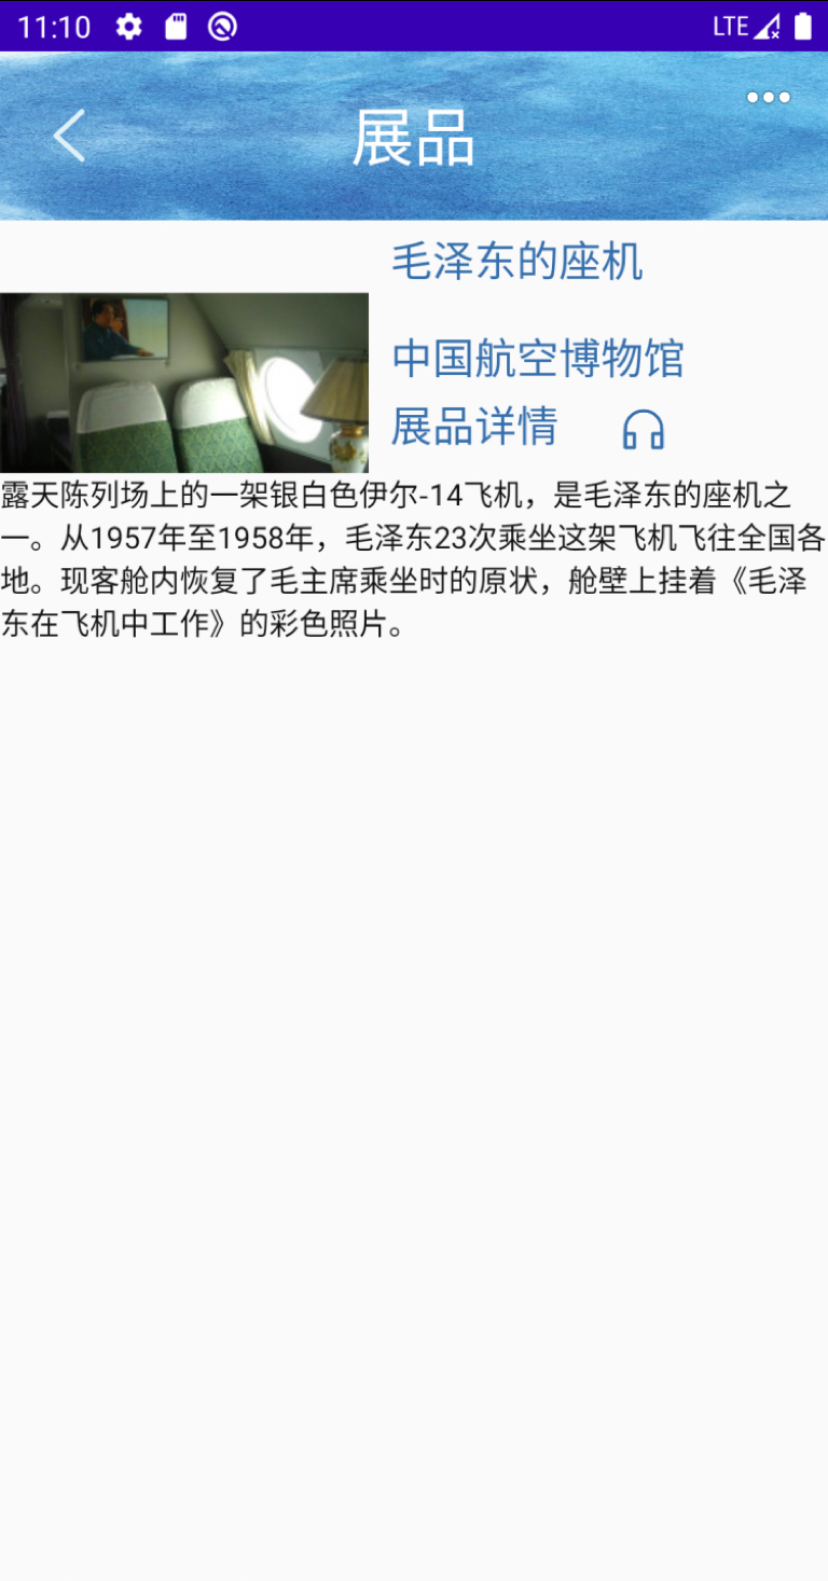 11:10
LTE
展品
毛泽东的座机
中国航空博物馆
展品详情
露天陈列场上的一架银白色伊尔-14飞机，是毛泽东的座机之
一。从1957年至1958年，毛泽东23次乘坐这架飞机飞往全国各
地。现客舱内恢复了毛主席乘坐时的原状，舱壁上挂着《毛泽
东在飞机中工作》的彩色照片。